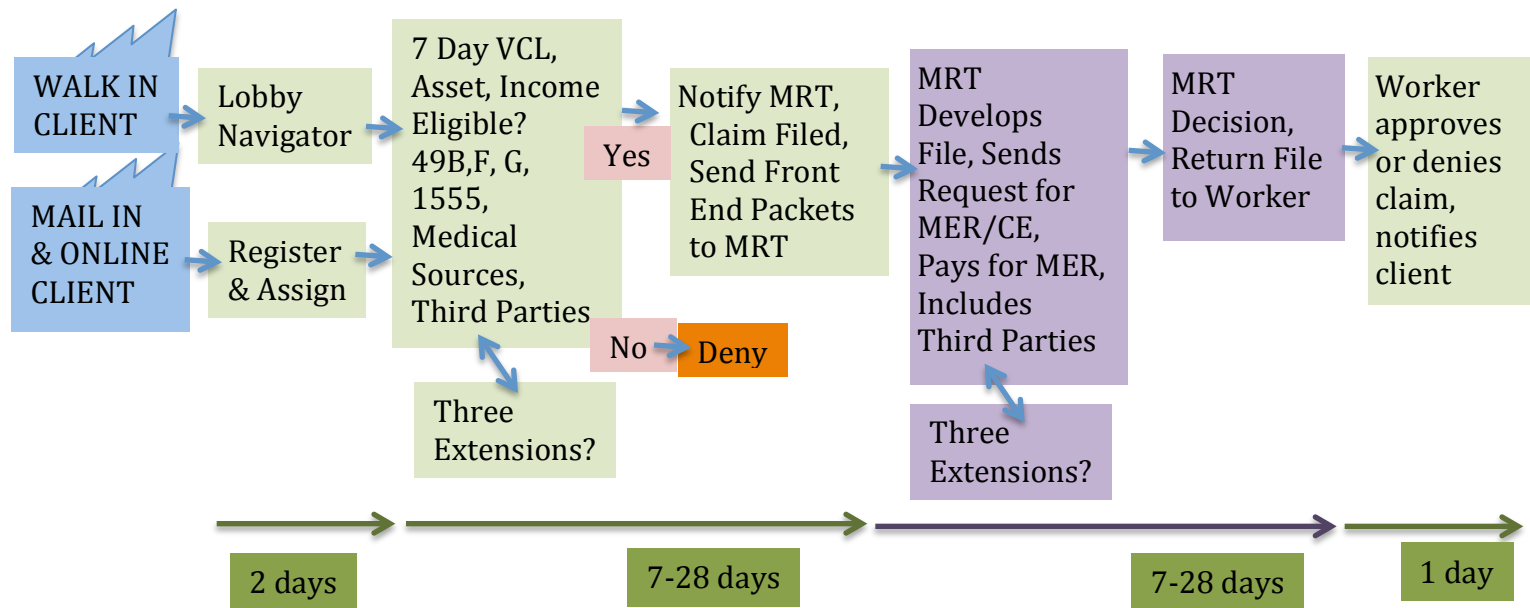 WALK IN
CLIENT
MAIL IN
& ONLINE
CLIENT
Lobby
Navigator
Register
& Assign
7 Day VCL,
Asset, Income
Eligible?
49B,F, G,
1555,
Medical
Sources,
Third Parties
Three
Extensions?
Yes
No
Deny
Notify MRT,
Claim Filed,
Send Front
End Packets
to MRT
MRT
Develops
File, Sends
Request for
MER/CE,
Pays for MER,
Includes
Third Parties
Three
Extensions?
MRT
Decision,
Return File
to Worker
Worker
approves
or denies
claim,
notifies
client
2 days
7-28 days
7-28 days
1 day